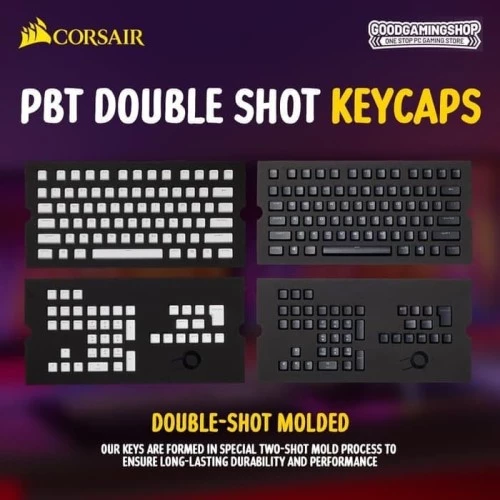 CORSAIR
GOODGAMINGSHOP
ONE STOP PC GAMING STORE
PBT DOUBLE SHOT KEYCAPS
DOUBLE-SHOT MOLDED
OUR KEYS ARE FORMED IN SPECIAL TWO-SHOT MOLD PROCESS TO
ENSURE LONG-LASTING DURABILITY AND PERFORMANCE